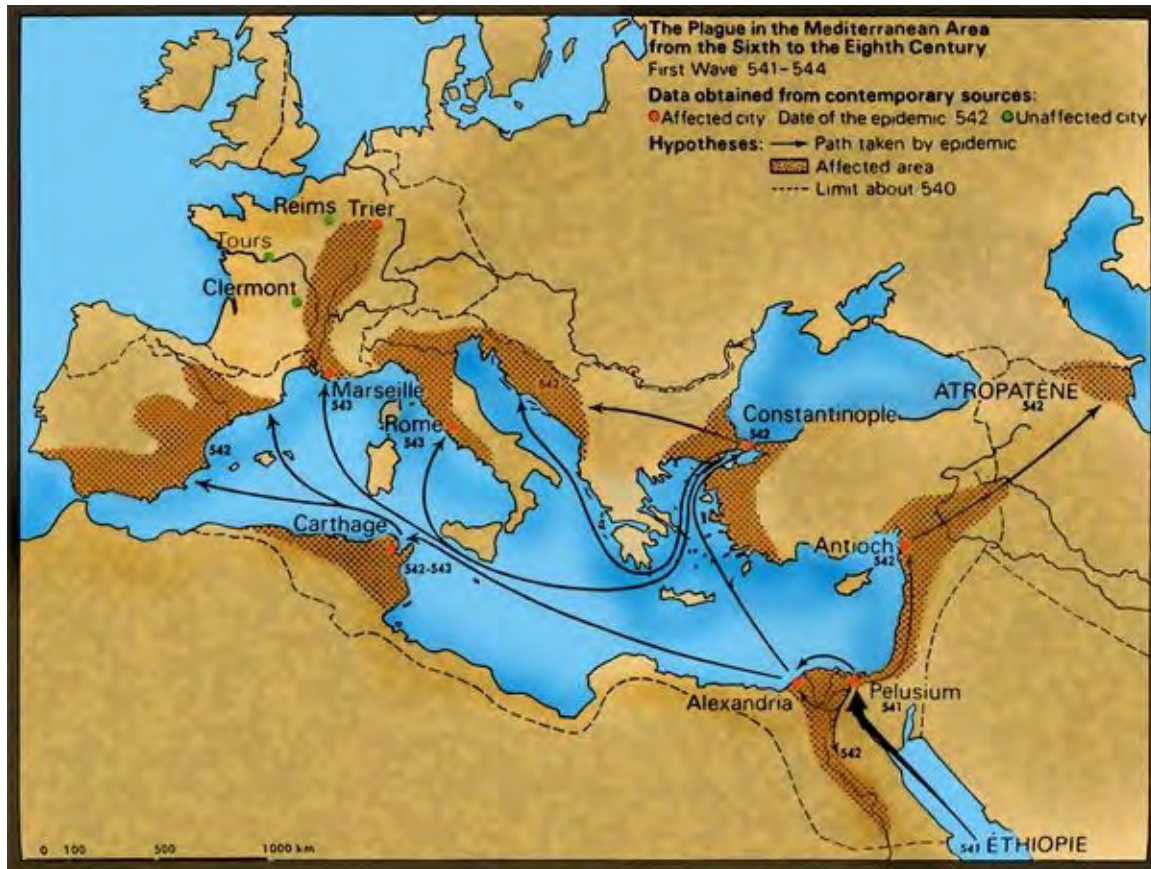 The Plague in the Mediterranean Area
from the Sixth to the Eighth Century
First Wave 541-544
Data obtained from contemporary sources:
Affected city Date of the epidemic 542 Unaffected city
Hypotheses: Path taken by epidemic
Affected area
Limit about 540
Reims Trier
Tours
Clermont
Marseille
543
Rome
543
542
542
Constantinople
542
ATROPATÈNE
542
Carthage
542-543
Antioch
542
Alexandria
Pelusium
541
542
541 ÉTHIOPIE
0 100 500 1000 km